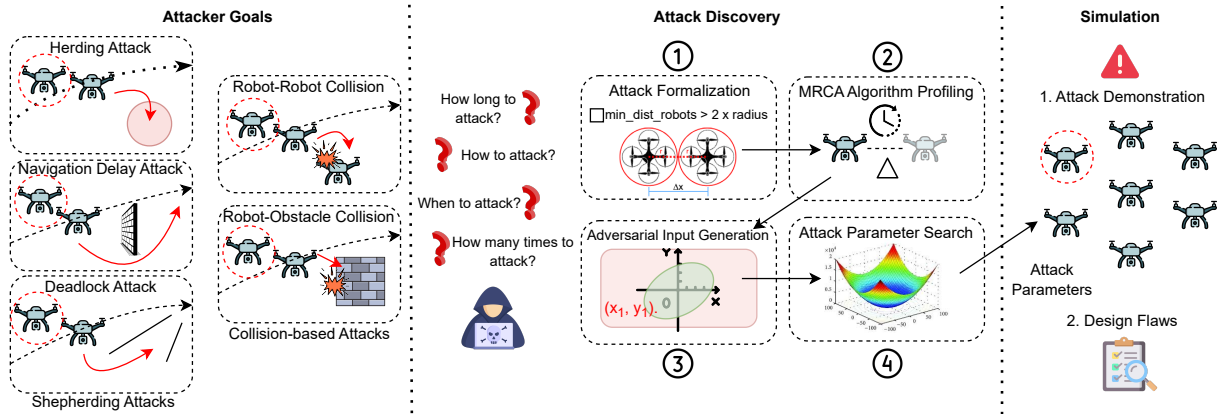 Attacker Goals
Herding Attack
Navigation Delay Attack
Deadlock Attack
Shepherding Attacks
Robot-Robot Collision
Robot-Obstacle Collision
Collision-based Attacks
How long to
attack?
How to attack?
When to attack?
How many times to
attack?
Attack Discovery
1
Attack Formalization
□min_dist_robots > 2 x radius
Δx
2
MRCA Algorithm Profiling
△
Adversarial Input Generation
Y
X
O
(x₁, y₁).
3
Attack Parameter Search
4
Simulation
1. Attack Demonstration
Attack
Parameters
2. Design Flaws